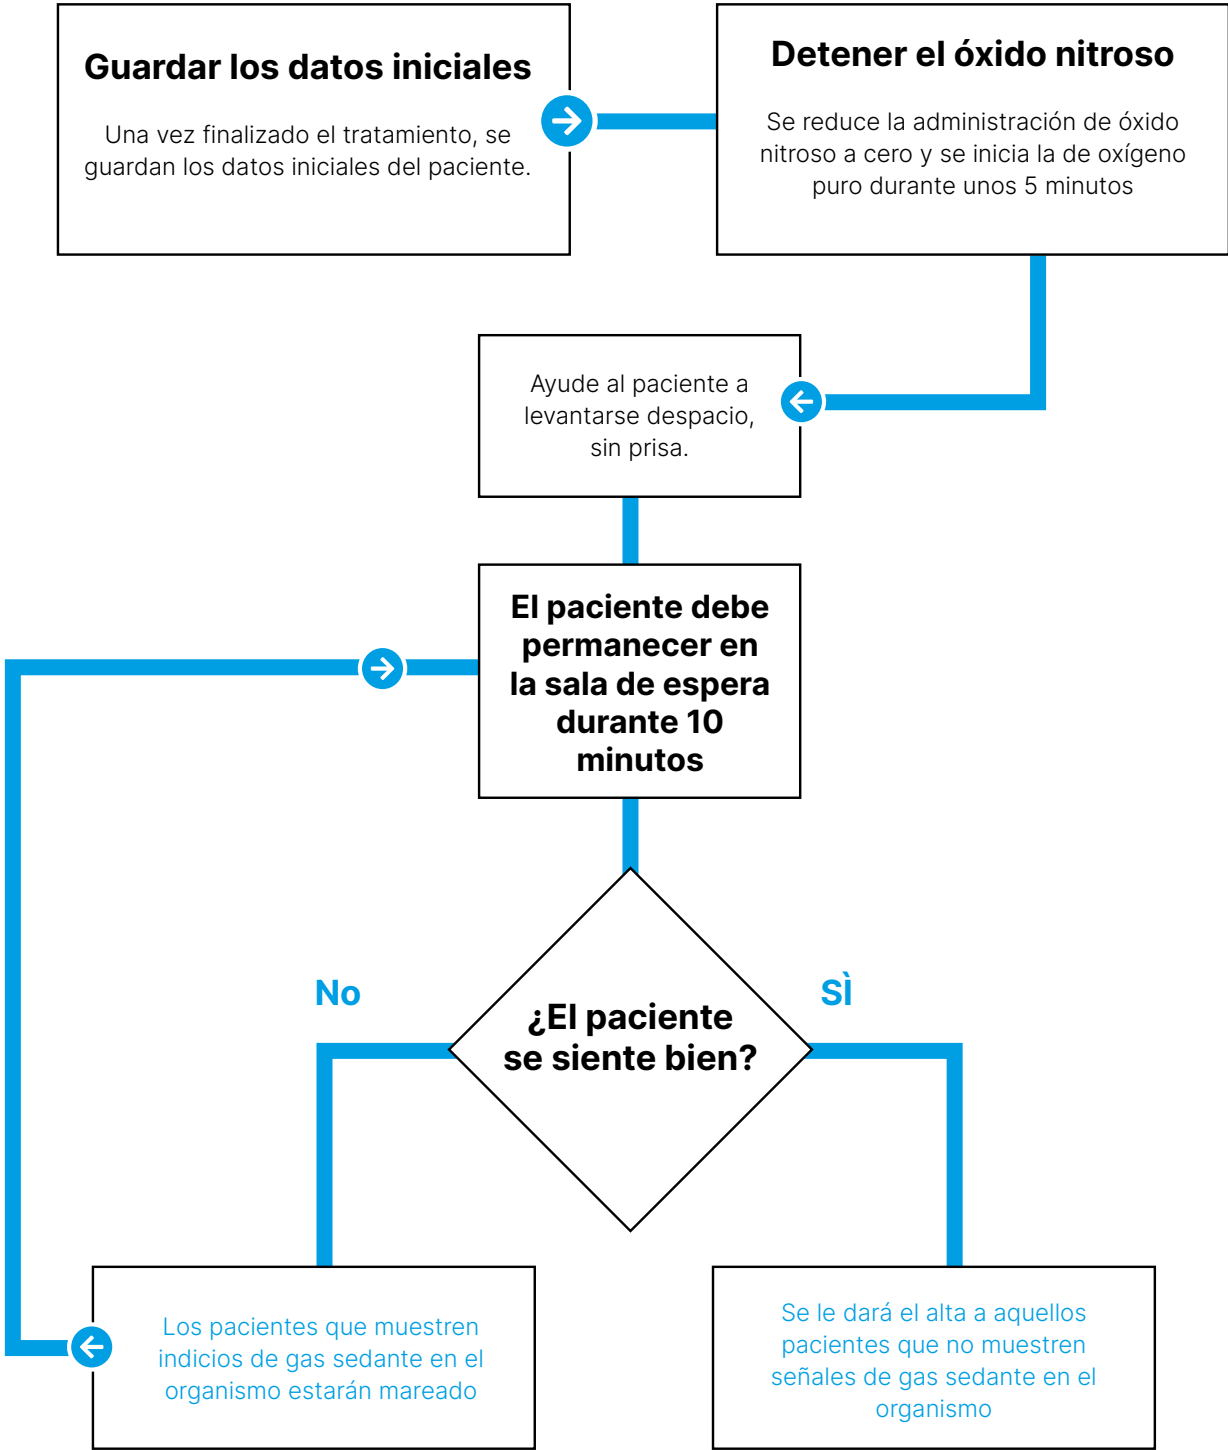 Guardar los datos iniciales
Una vez finalizado el tratamiento, se
guardan los datos iniciales del paciente.
Detener el óxido nitroso
Se reduce la administración de óxido
nitroso a cero y se inicia la de oxígeno
puro durante unos 5 minutos
Ayude al paciente a
levantarse despacio,
sin prisa.
El paciente debe
permanecer en
la sala de espera
durante 10
minutos
¿El paciente
se siente bien?
No
SÌ
Los pacientes que muestren
indicios de gas sedante en el
organismo estarán mareado
Se le dará el alta a aquellos
pacientes que no muestren
señales de gas sedante en el
organismo